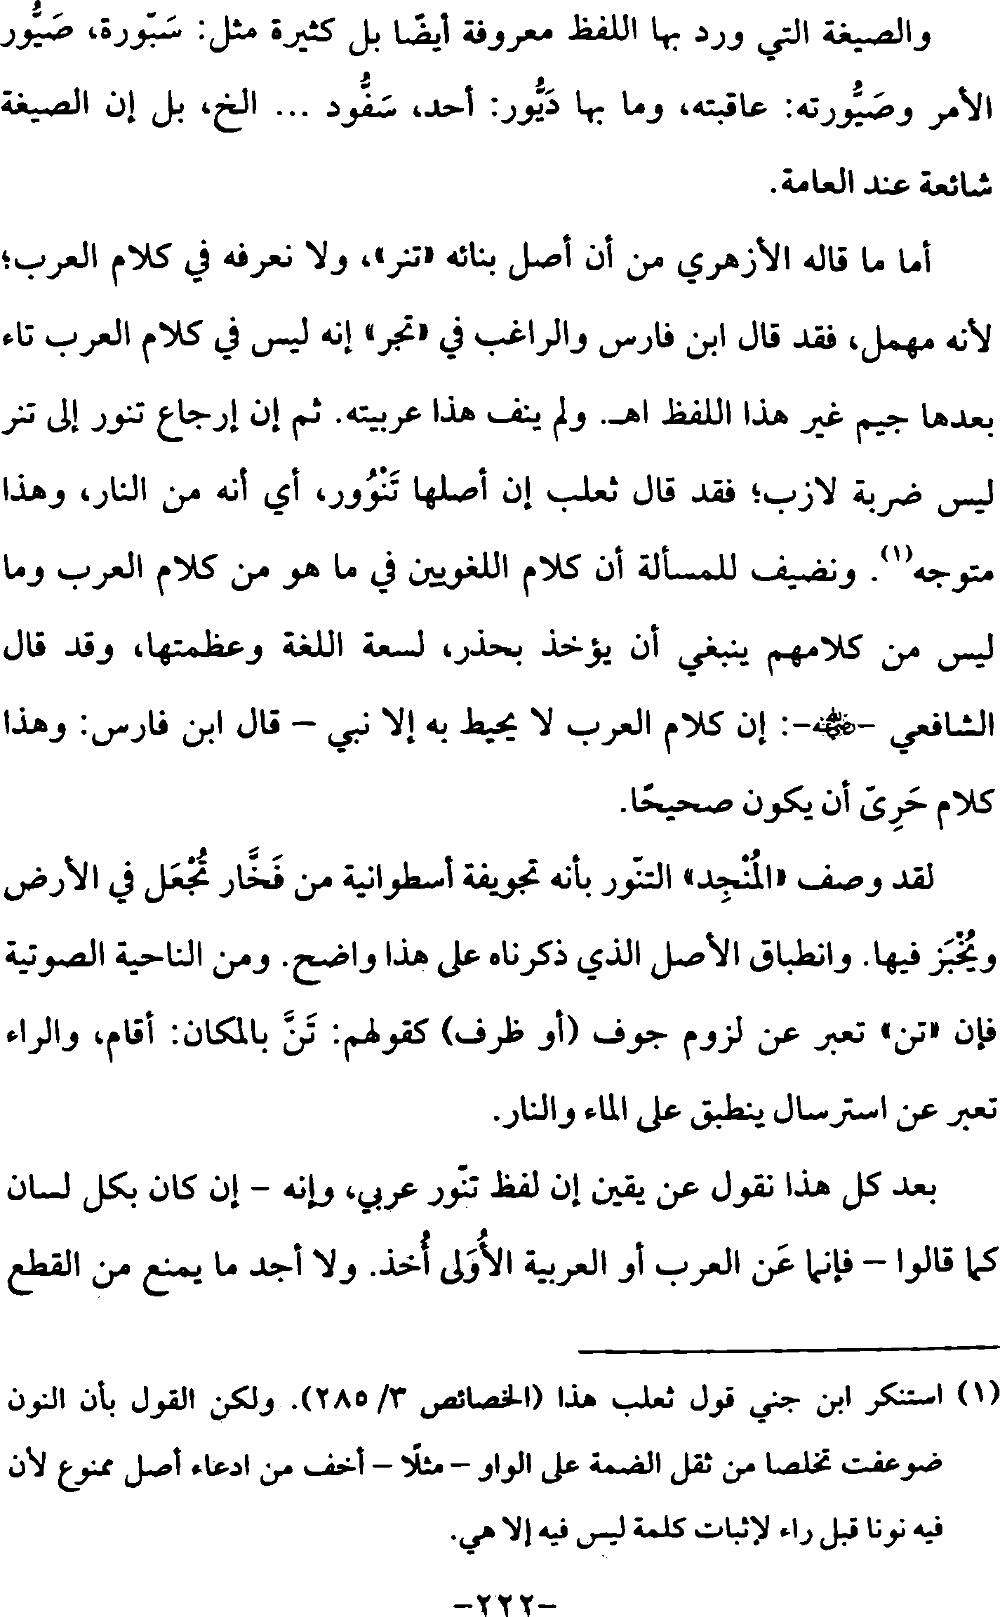 والصيغة التي ورد بها اللفظ معروفة أيضًا بل كثيرة مثل: سَبّورة، صَيُّور
الأمر وصَيُّورته: عاقبته، وما بها دَيُّور: أحد، سَفُّود ... الخ، بل إن الصيغة
شائعة عند العامة.
أما ما قاله الأزهري من أن أصل بنائه «تنر»، ولا نعرفه في كلام العرب؛
لأنه مهمل، فقد قال ابن فارس والراغب في «تجر» إنه ليس في كلام العرب تاء
بعدها جيم غير هذا اللفظ اهـ. ولم ينف هذا عربيته. ثم إن إرجاع تنور إلى تنر
ليس ضربة لازب؛ فقد قال ثعلب إن أصلها تَنْوُور، أي أنه من النار، وهذا
متوجه(١). ونضيف للمسألة أن كلام اللغويين في ما هو من كلام العرب وما
ليس من كلامهم ينبغي أن يؤخذ بحذر، لسعة اللغة وعظمتها، وقد قال
الشافعي -رضي الله عنه-: إن كلام العرب لا يحيط به إلا نبي – قال ابن فارس: وهذا
كلام حَرِىّ أن يكون صحيحًا.
لقد وصف «المُنْجِد» التنّور بأنه تجويفة أسطوانية من فَخَّار تُجْعَل في الأرض
ويُخْبَز فيها. وانطباق الأصل الذي ذكرناه على هذا واضح. ومن الناحية الصوتية
فإن «تن» تعبر عن لزوم جوف (أو ظرف) كقولهم: تَنَّ بالمكان: أقام، والراء
تعبر عن استرسال ينطبق على الماء والنار.
بعد كل هذا نقول عن يقين إن لفظ تنّور عربي، وإنه – إن كان بكل لسان
كما قالوا – فإنما عَن العرب أو العربية الأُوَلى أُخذ. ولا أجد ما يمنع من القطع
(١) استنكر ابن جني قول ثعلب هذا (الخصائص ٣/ ٢٨٥). ولكن القول بأن النون
ضوعفت تخلصا من ثقل الضمة على الواو – مثلًا – أخف من ادعاء أصل ممنوع لأن
فيه نونا قبل راء لإثبات كلمة ليس فيه إلا هي.
-٢٢٢-